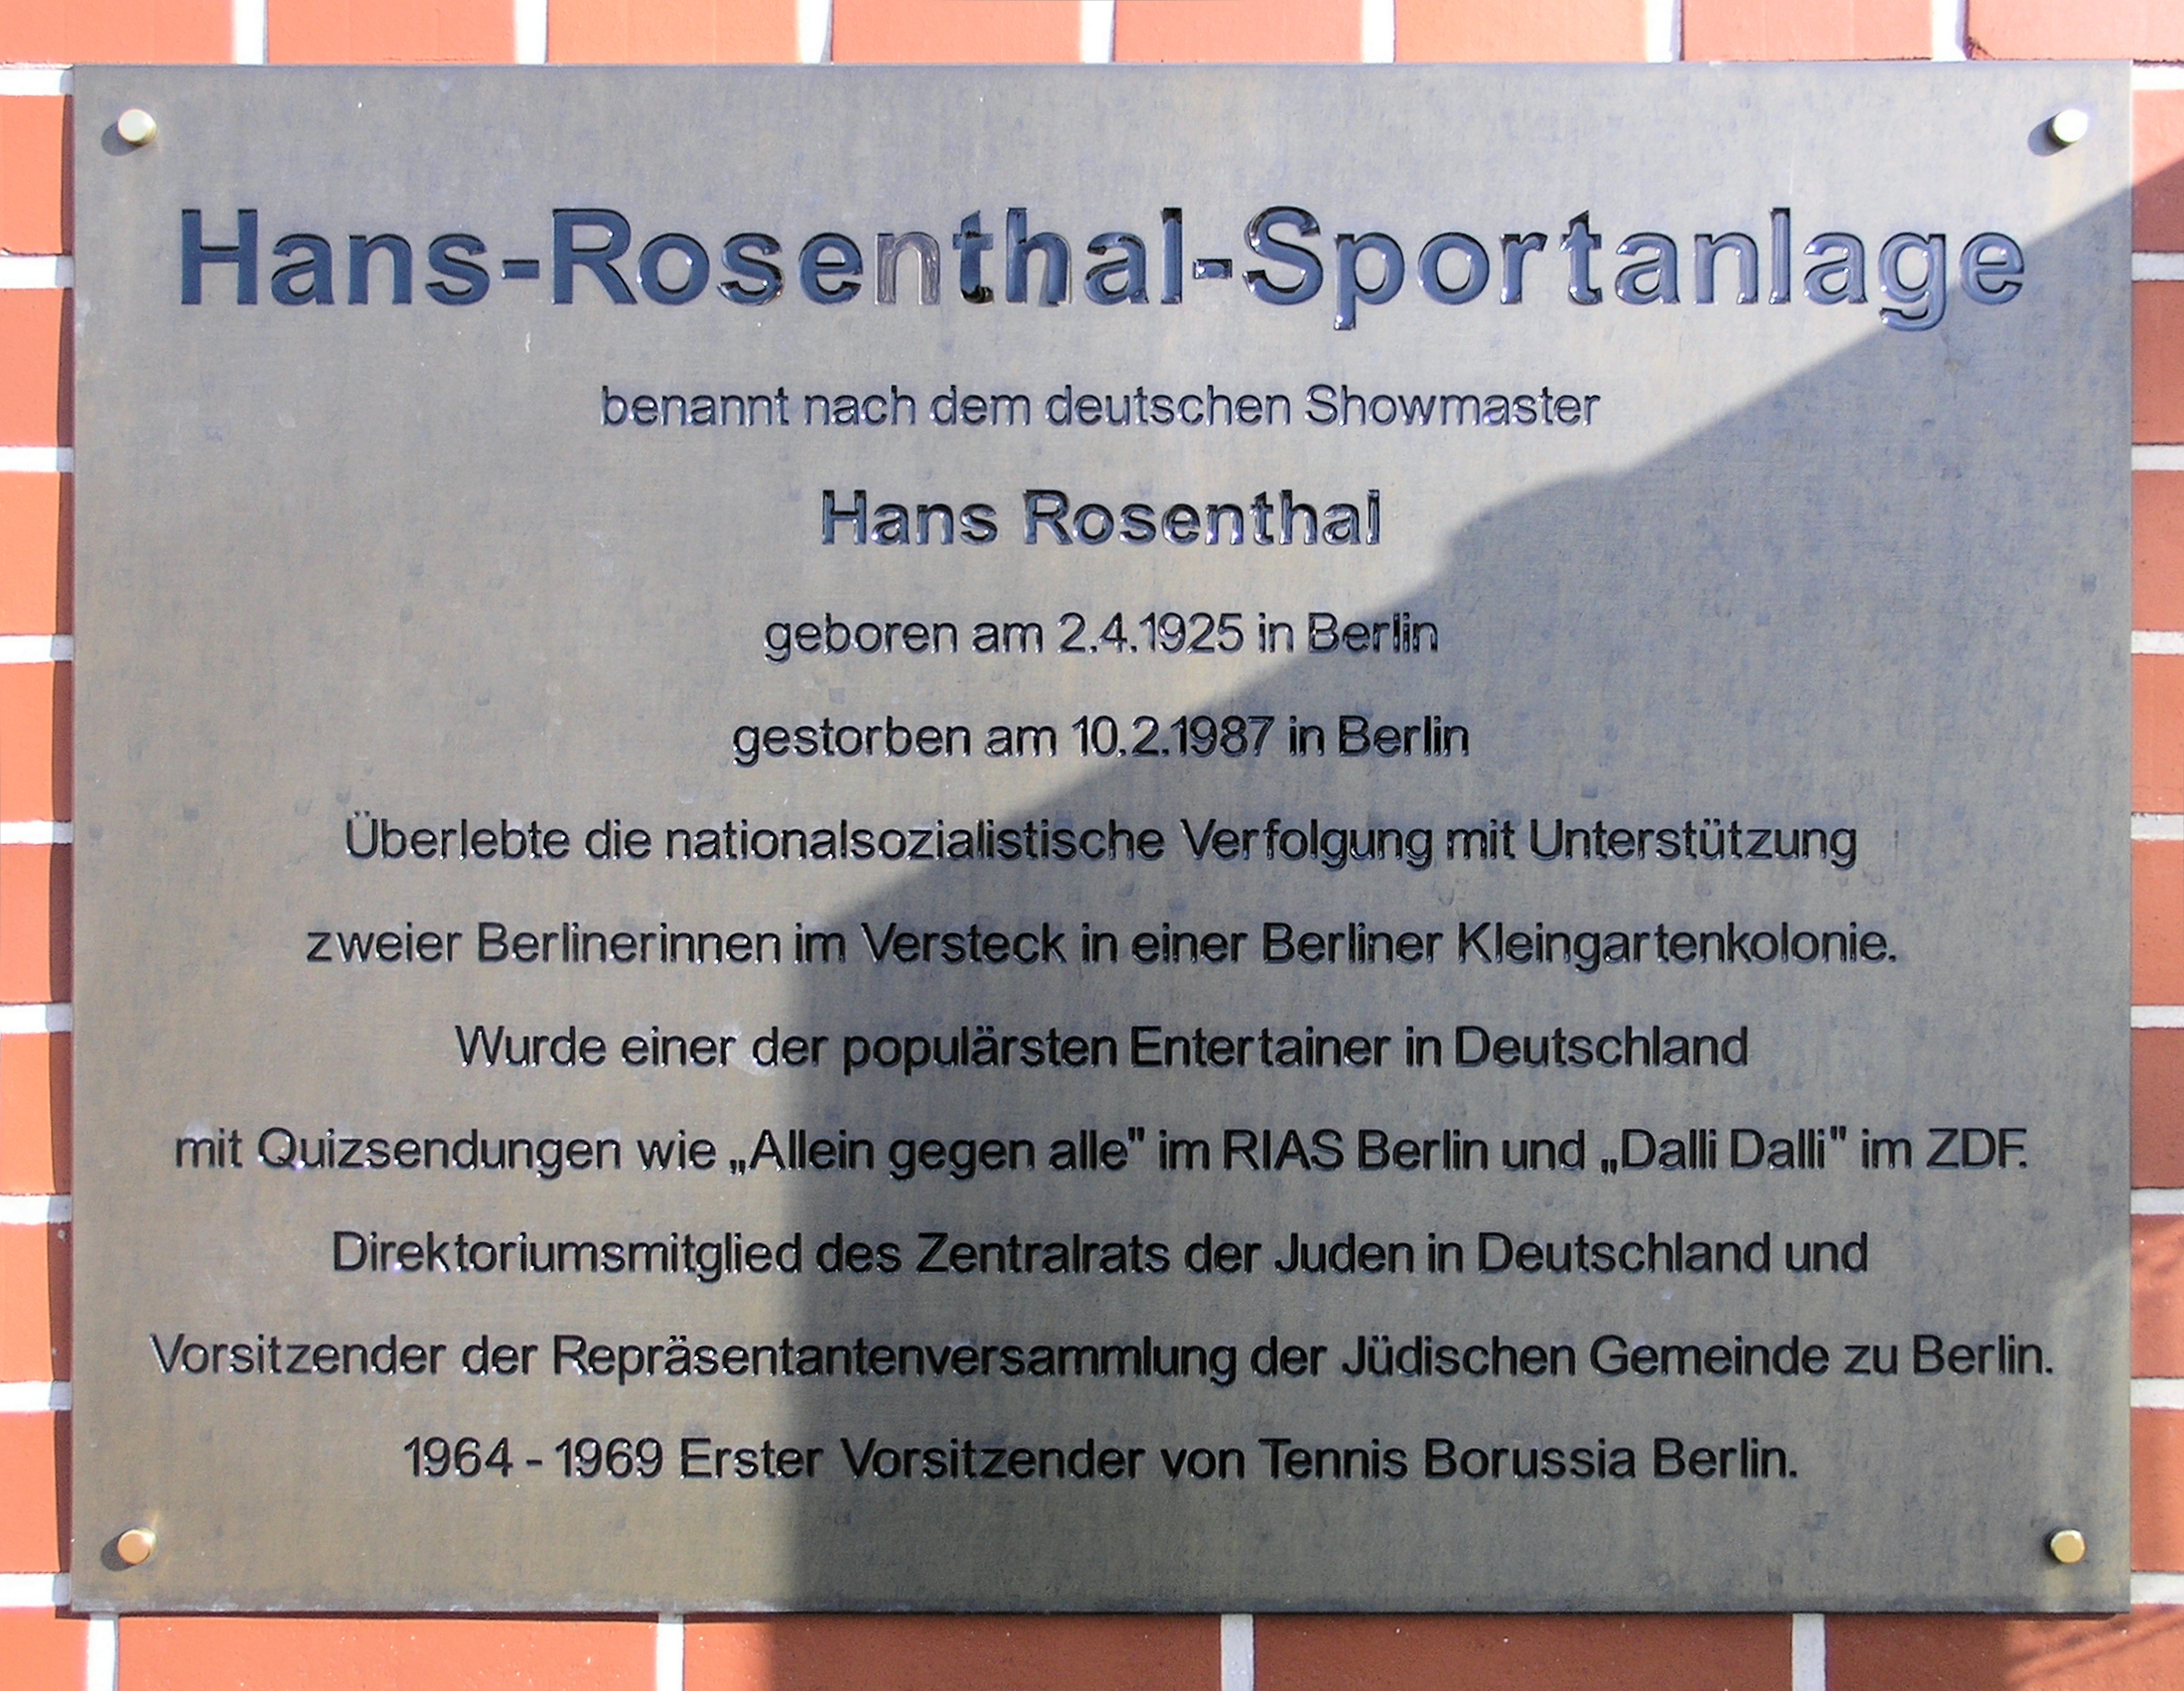 Hans-Rosenthal-Sportanlage
benannt nach dem deutschen Showmaster
Hans Rosenthal
geboren am 2.4.1925 in Berlin
gestorben am 10.2.1987 in Berlin
Überlebte die nationalsozialistische Verfolgung mit Unterstützung
zweier Berlinerinnen im Versteck in einer Berliner Kleingartenkolonie.
Wurde einer der populärsten Entertainer in Deutschland
mit Quizsendungen wie „Allein gegen alle" im RIAS Berlin und „Dalli Dalli" im ZDF.
Direktoriumsmitglied des Zentralrats der Juden in Deutschland und
Vorsitzender der Repräsentantenversammlung der Jüdischen Gemeinde zu Berlin.
1964 - 1969 Erster Vorsitzender von Tennis Borussia Berlin.